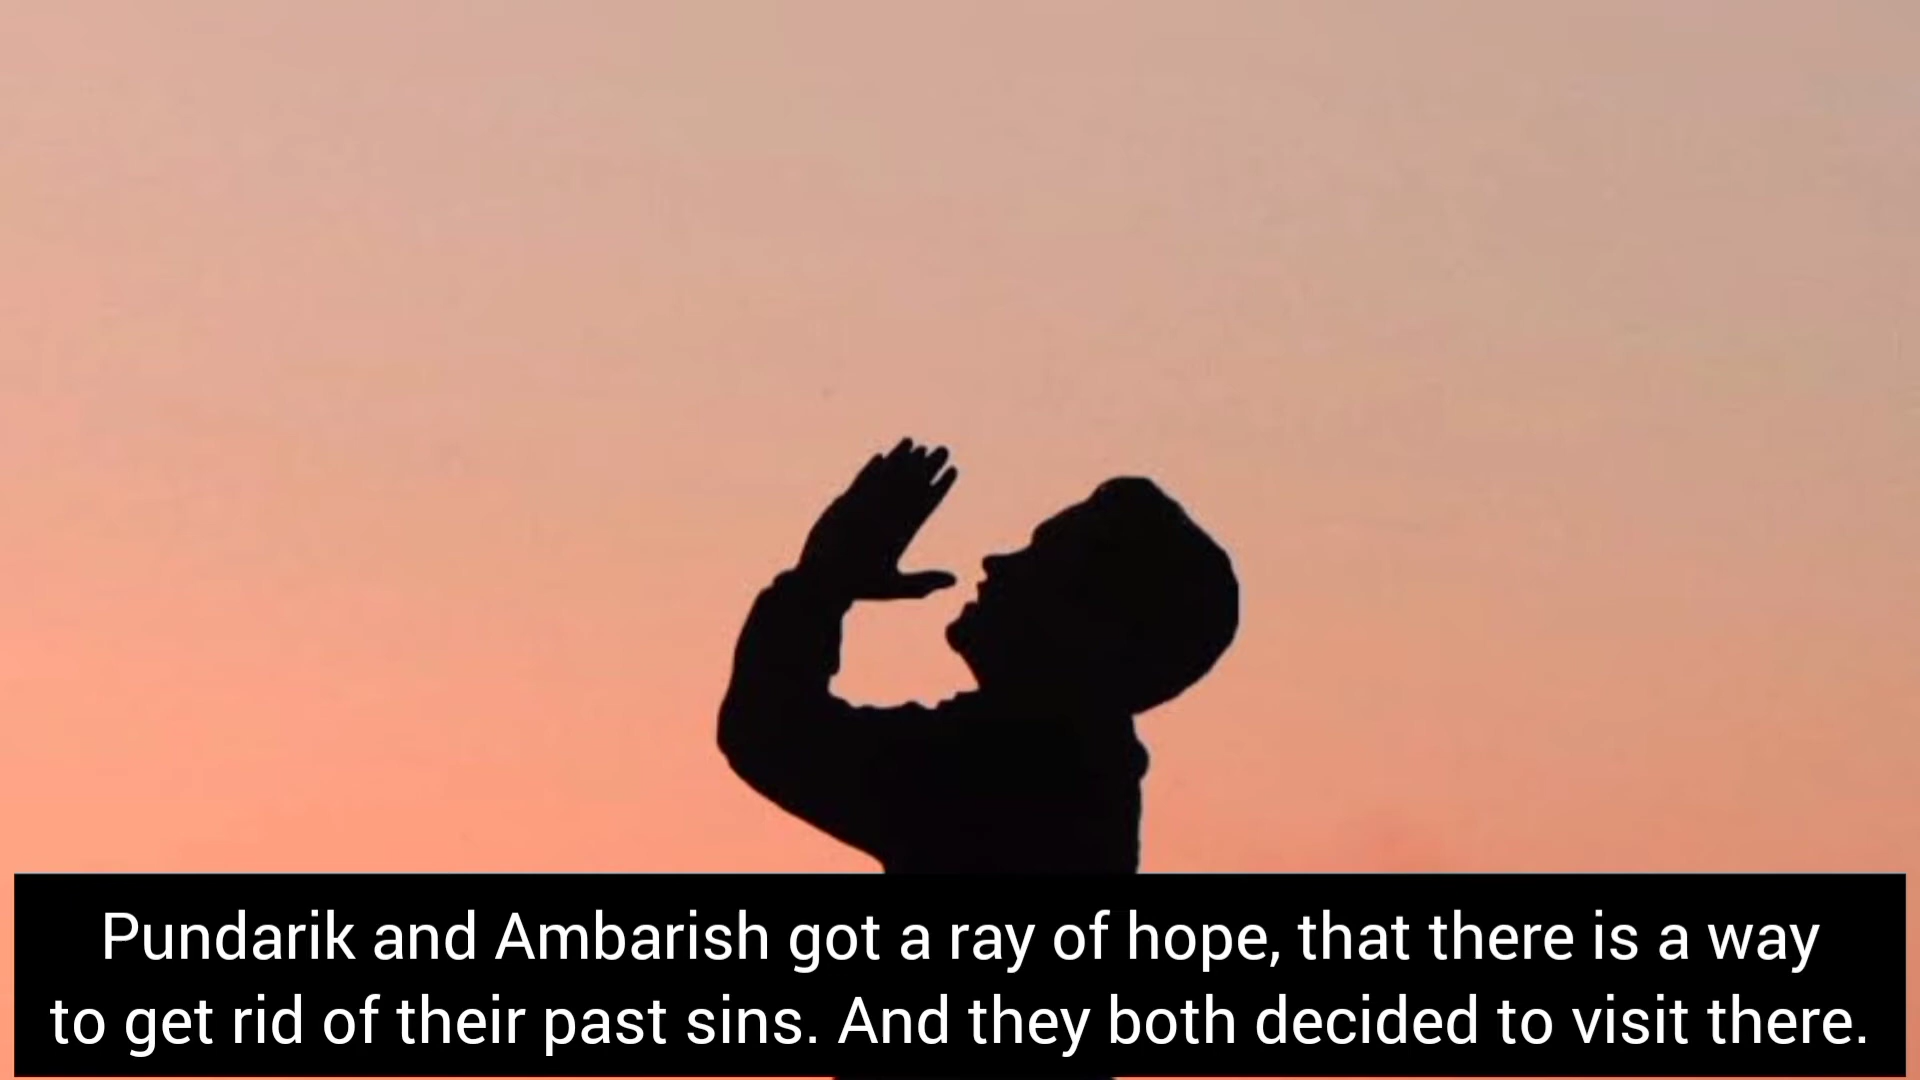 Pundarik and Ambarish got a ray of hope, that there is a way
to get rid of their past sins. And they both decided to visit there.